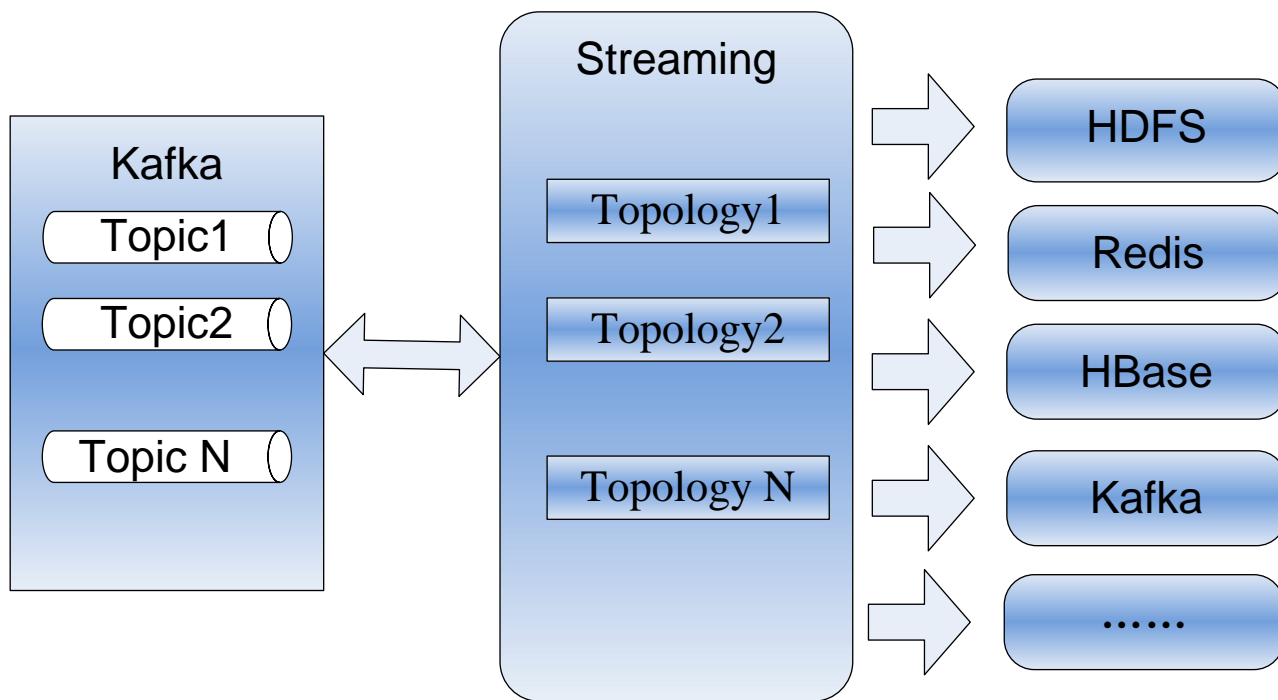 Kafka
Topic1
Topic2
Topic N
Streaming
Topology1
Topology2
Topology N
HDFS
Redis
HBase
Kafka
......